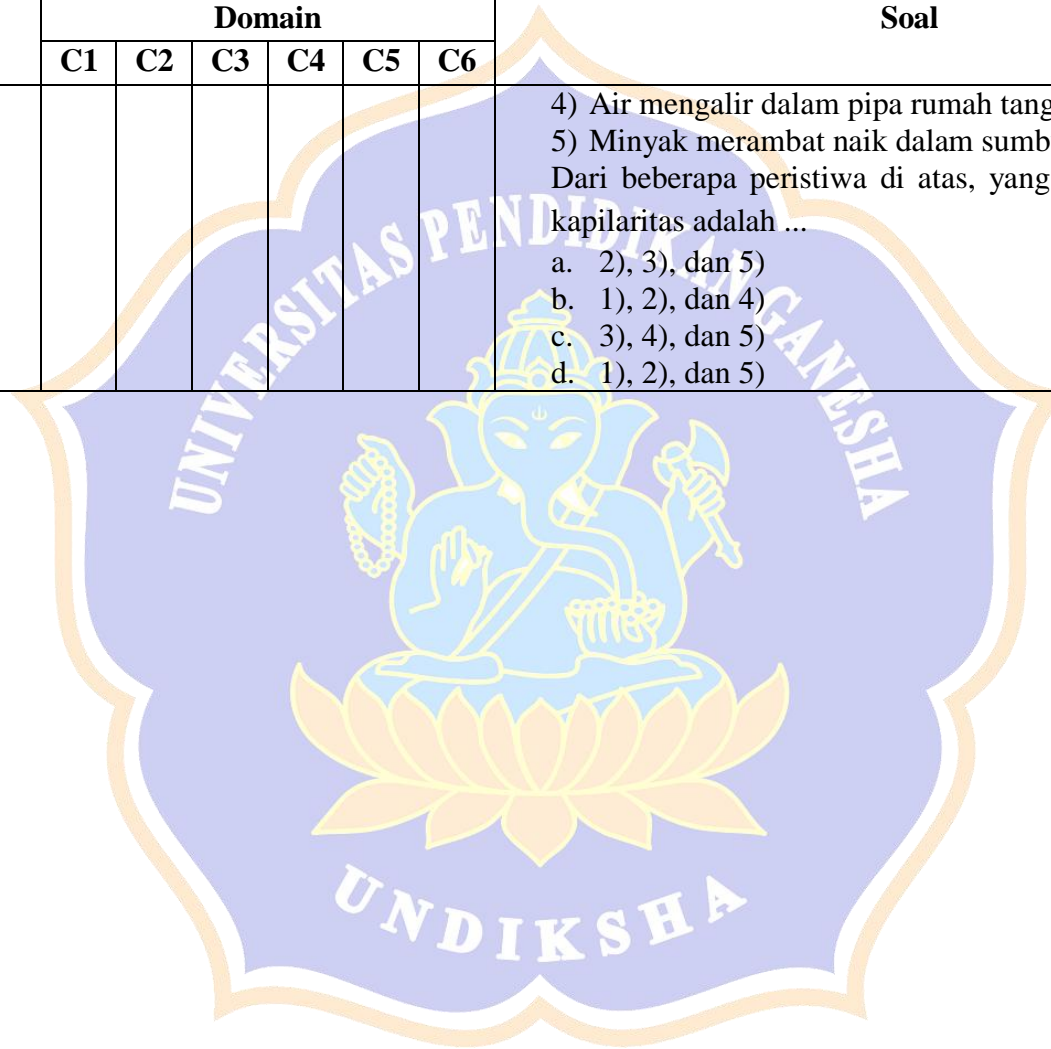 Domain
Soal
C1 C2 C3 C4 C5 C6
4) Air mengalir dalam pipa rumah
5) Minyak merambat naik dalam
Dari beberapa peristiwa di atas, yang
kapilaritas adalah ...
a. 2), 3), dan 5)
b. 1), 2), dan 4)
c. 3), 4), dan 5)
d. 1), 2), dan 5)
UNIVERSITAS PENDIDIKAN GANESHA
UNDIKSHA